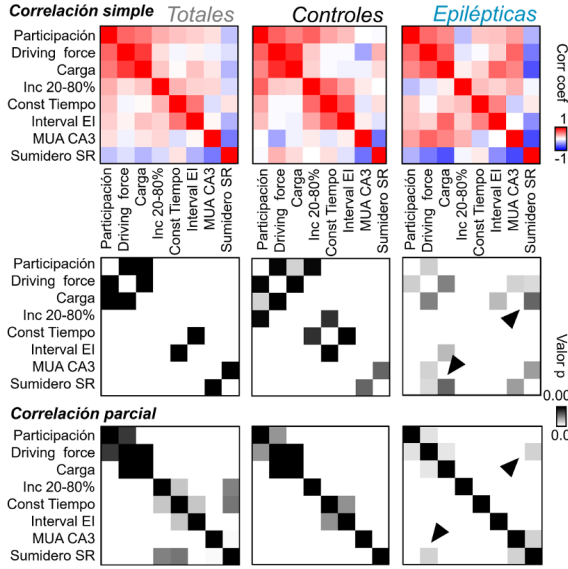 Correlación simple Totales Controles Epilépticas
Participación
Driving force
Carga
Inc 20-80%
Const Tiempo
Interval EI
MUA CA3
Sumidero SR
Corr coef
1
-1
Participación
Driving force
Carga
Inc 20-80%
Const Tiempo
Interval EI
MUA CA3
Sumidero SR
Participación
Driving force
Carga
Inc 20-80%
Const Tiempo
Interval EI
MUA CA3
Sumidero SR
Participación
Driving force
Carga
Inc 20-80%
Const Tiempo
Interval EI
MUA CA3
Sumidero SR
Participación
Driving force
Carga
Inc 20-80%
Const Tiempo
Interval EI
MUA CA3
Sumidero SR
Valor p
Correlación parcial
Participación
Driving force
Carga
Inc 20-80%
Const Tiempo
Interval EI
MUA CA3
Sumidero SR